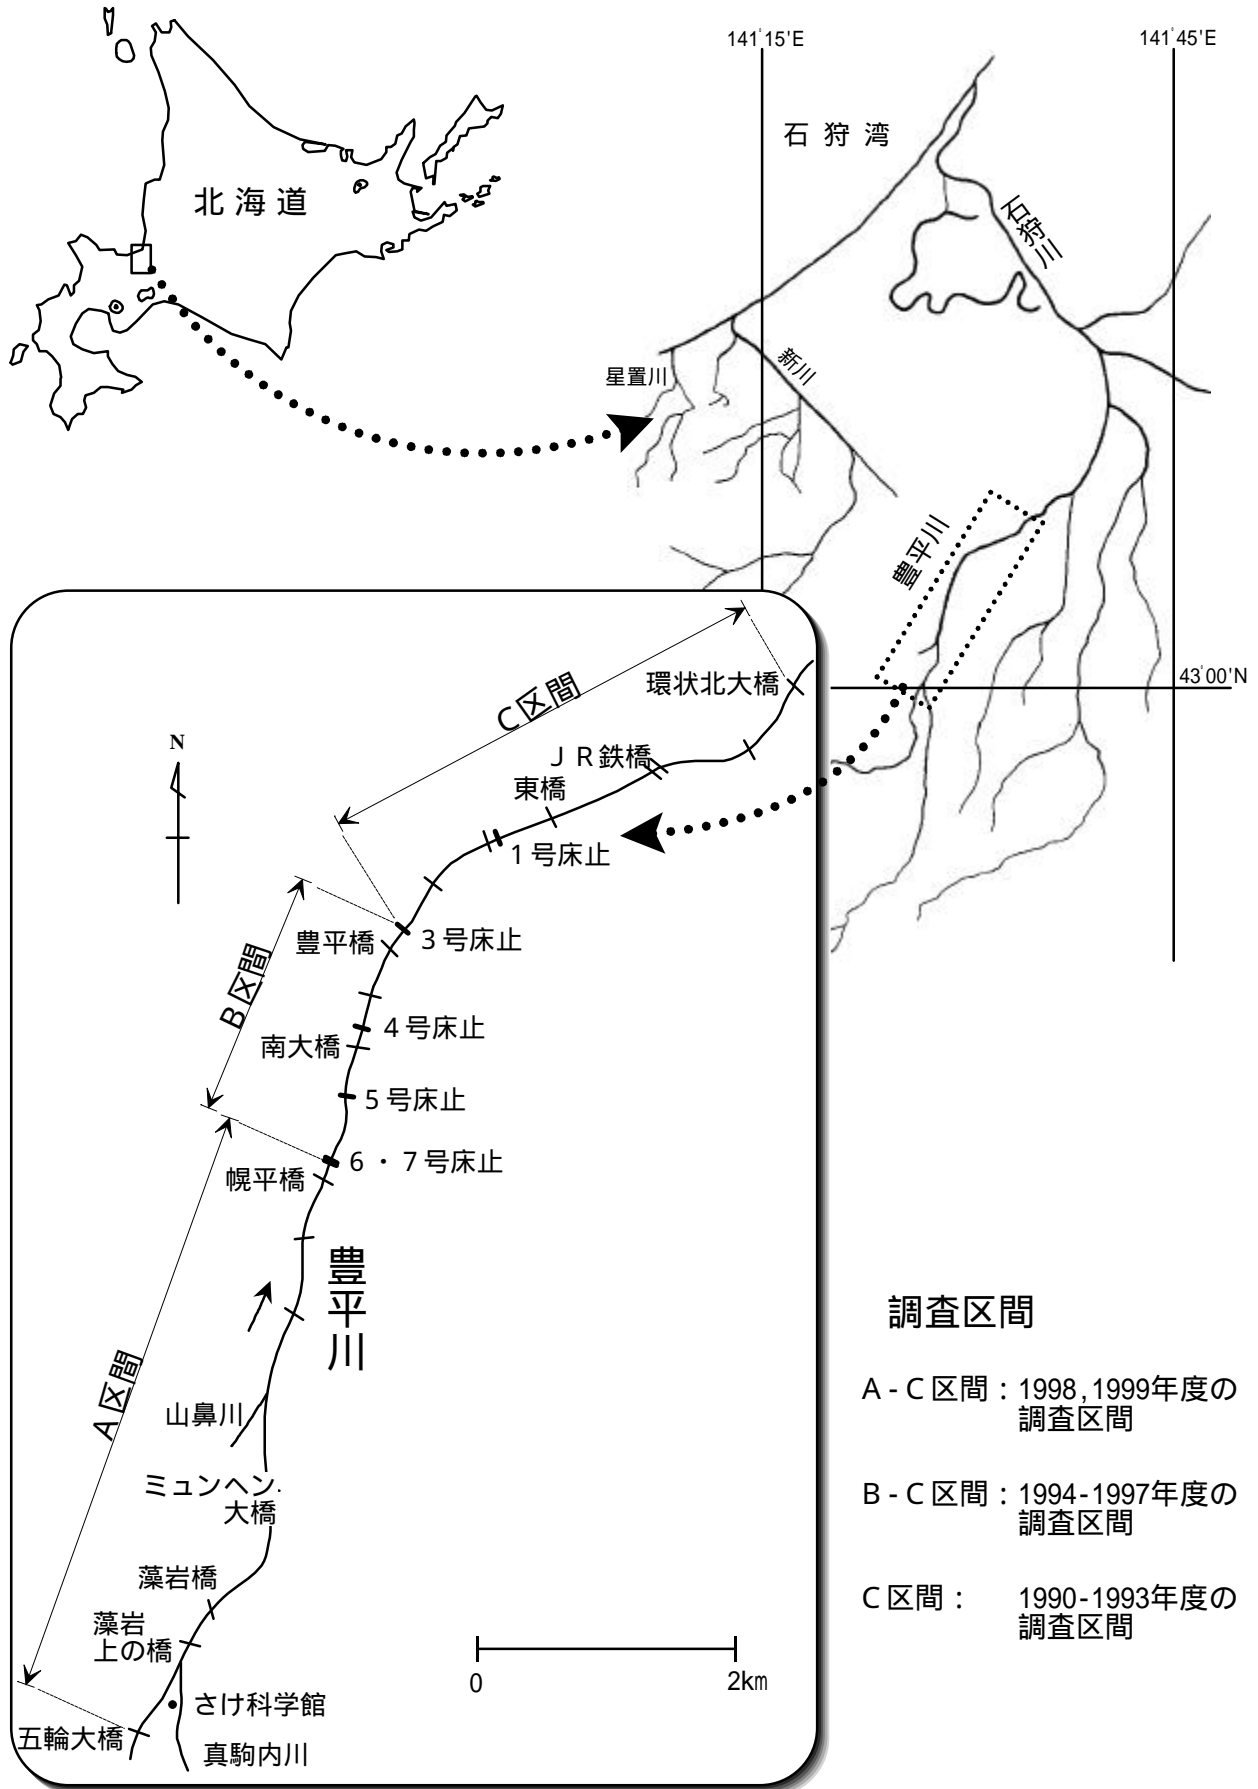 141°15'E
141°45'E
北海道
石狩湾
石狩川
星置川
新川
豊平川
43°00'N
N
C区間
環状北大橋
JR鉄橋
東橋
1号床止
豊平橋
3号床止
B区間
4号床止
南大橋
5号床止
6・7号床止
幌平橋
豊平川
A区間
山鼻川
ミュンヘン
大橋
藻岩橋
藻岩
上の橋
さけ科学館
五輪大橋
真駒内川
0
2km
調査区間
A-C区間：1998,1999年度の
調査区間
B-C区間：1994-1997年度の
調査区間
C区間： 1990-1993年度の
調査区間